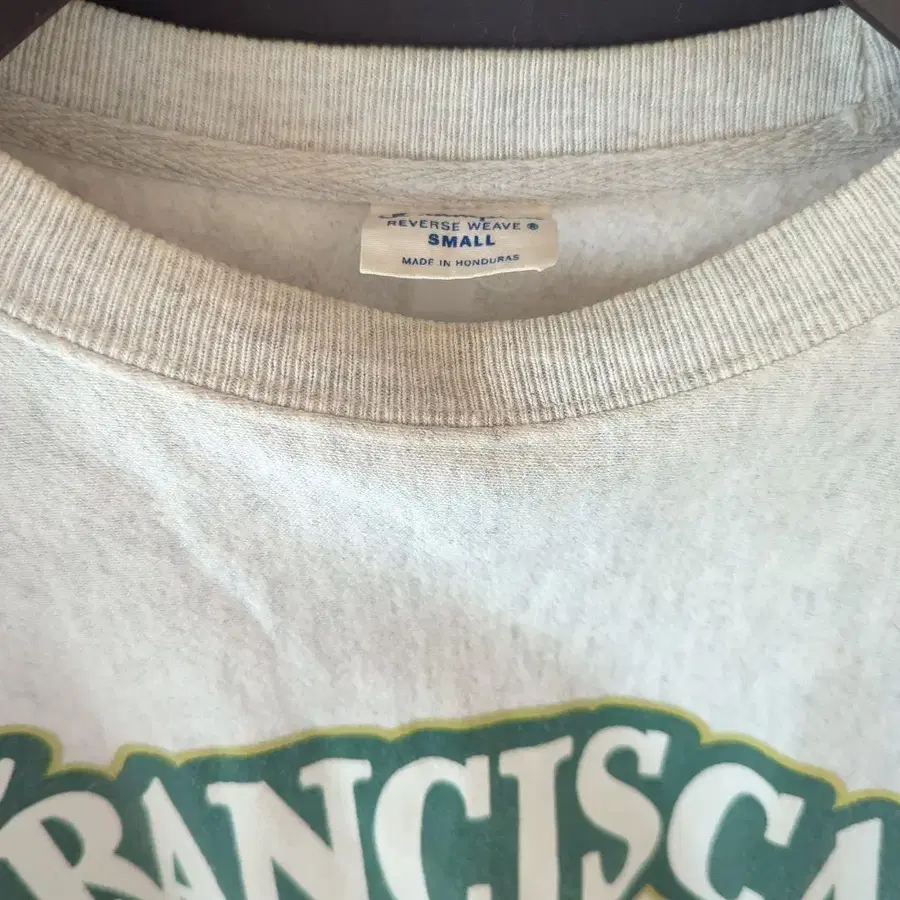 REVERSE WEAVE ®
SMALL
MADE IN HONDURAS
RANCISCA